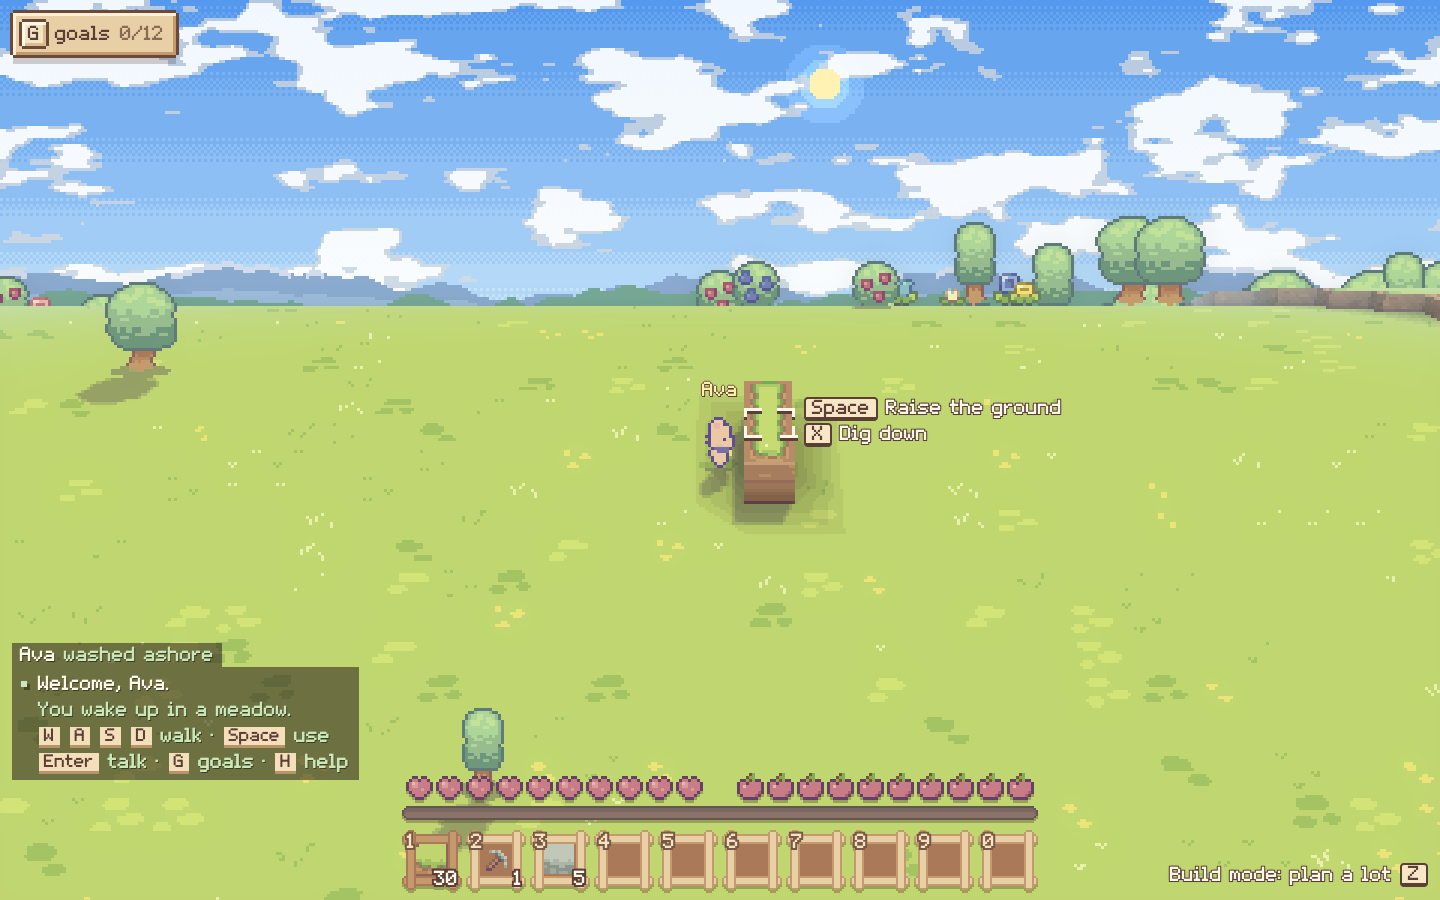 G goals 0/12
Ava
Space Raise the ground
X Dig down
Ava washed ashore
Welcome, Ava.
You wake up in a meadow.
W A S D walk · Space use
Enter talk · G goals · H help
1 2 3 4 5 6 7 8 9 0
30 1 5
Build mode: plan a lot Z